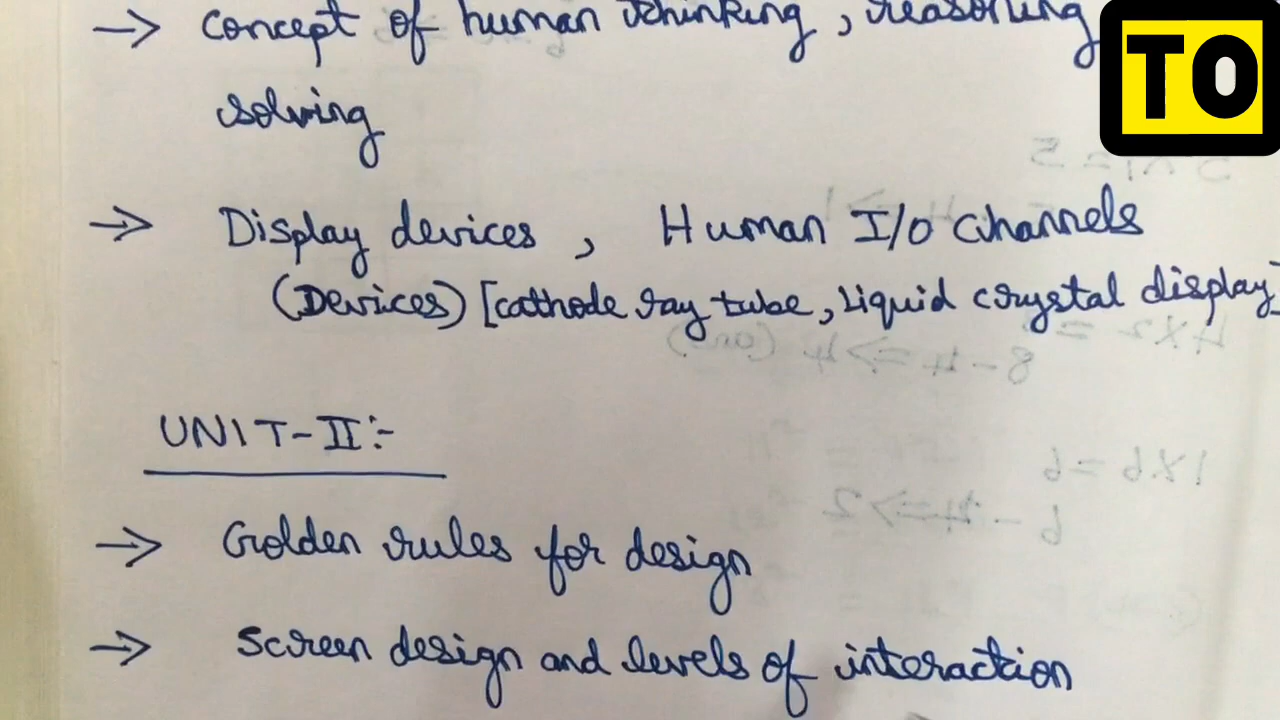 → concept of human thinking, reasoning
TO
solving
→ Display devices, Human I/O channels
(Devices) [cathode ray tube, Liquid crystal display]
UNIT-II:-
→ Golden rules for design
→ Screen design and levels of interaction